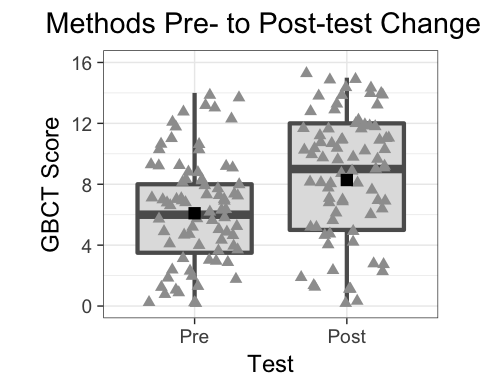 Methods Pre- to Post-test Change
16
12
8
4
0
GBCT Score
Pre Post
Test